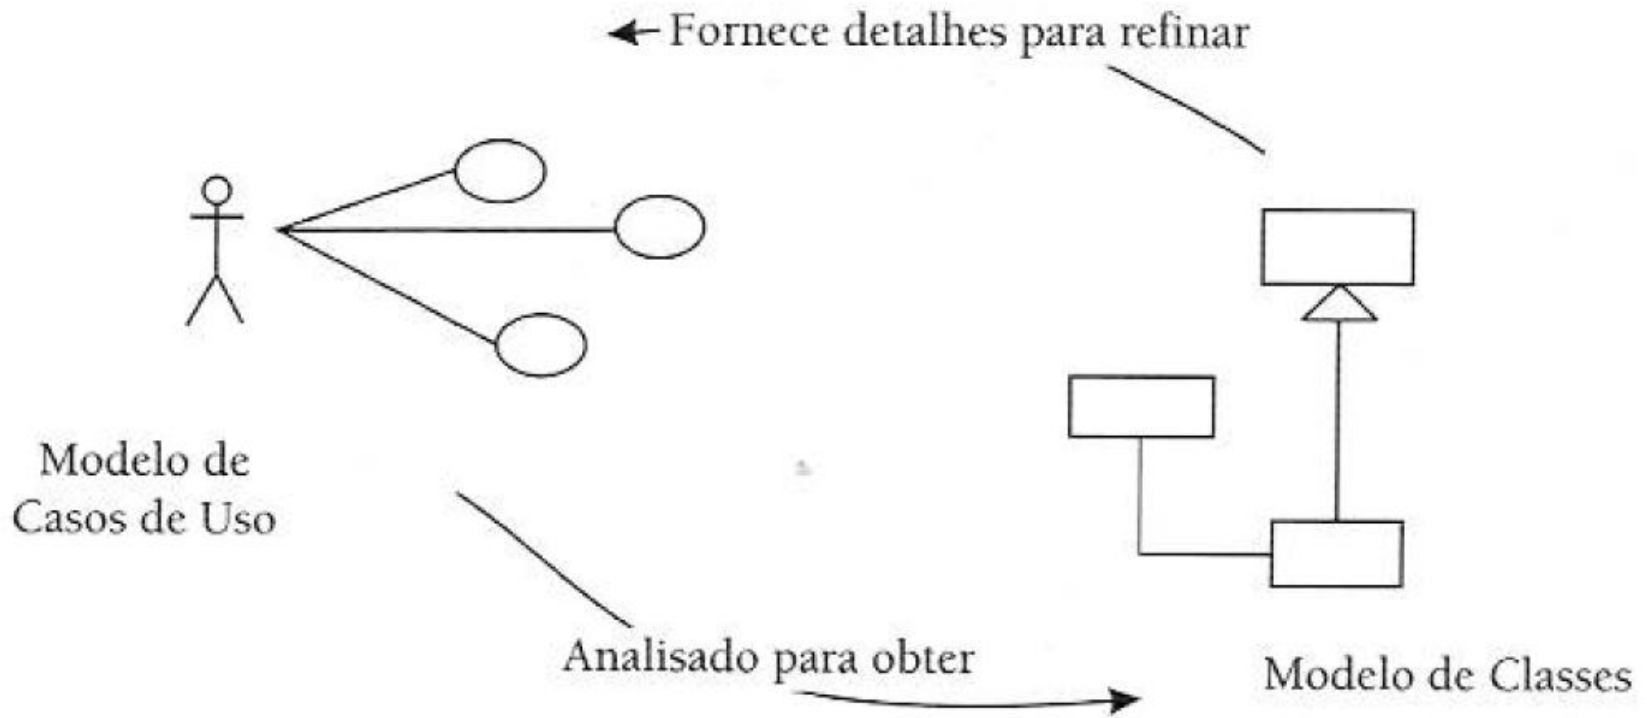 Fornece detalhes para refinar
Modelo de
Casos de Uso
Analisado para obter
Modelo de Classes